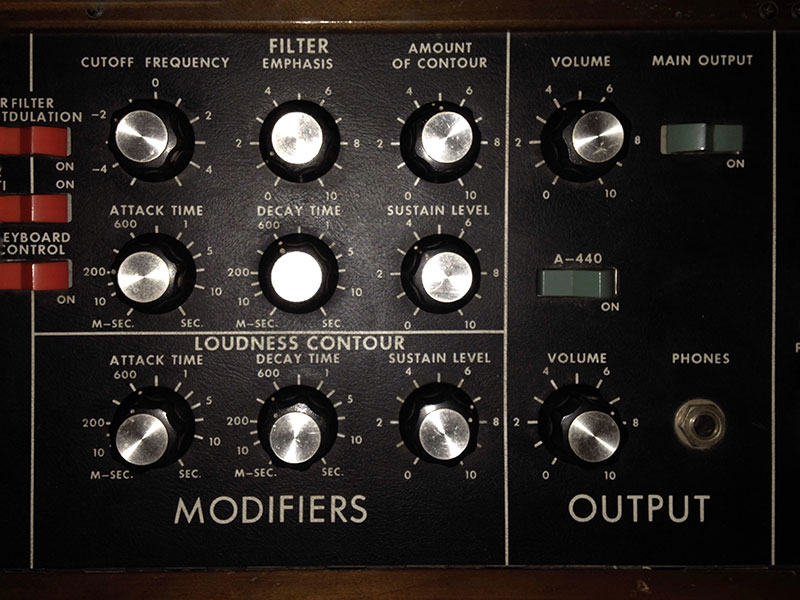 FILTER
CUTOFF FREQUENCY
EMPHASIS
AMOUNT
OF CONTOUR
VOLUME
MAIN OUTPUT
-4 -2 0 2 4
0 2 4 6 8 10
0 2 4 6 8 10
0 2 4 6 8 10
ON
R FILTER
TDULATION
ON
ON
EYBOARD
CONTROL
ON
ATTACK TIME
DECAY TIME
SUSTAIN LEVEL
M-SEC. 10 200 600 1 5 10 SEC.
M-SEC. 10 200 600 1 5 10 SEC.
0 2 4 6 8 10
A-440
ON
LOUDNESS CONTOUR
ATTACK TIME
DECAY TIME
SUSTAIN LEVEL
VOLUME
PHONES
M-SEC. 10 200 600 1 5 10 SEC.
M-SEC. 10 200 600 1 5 10 SEC.
0 2 4 6 8 10
0 2 4 6 8 10
MODIFIERS
OUTPUT